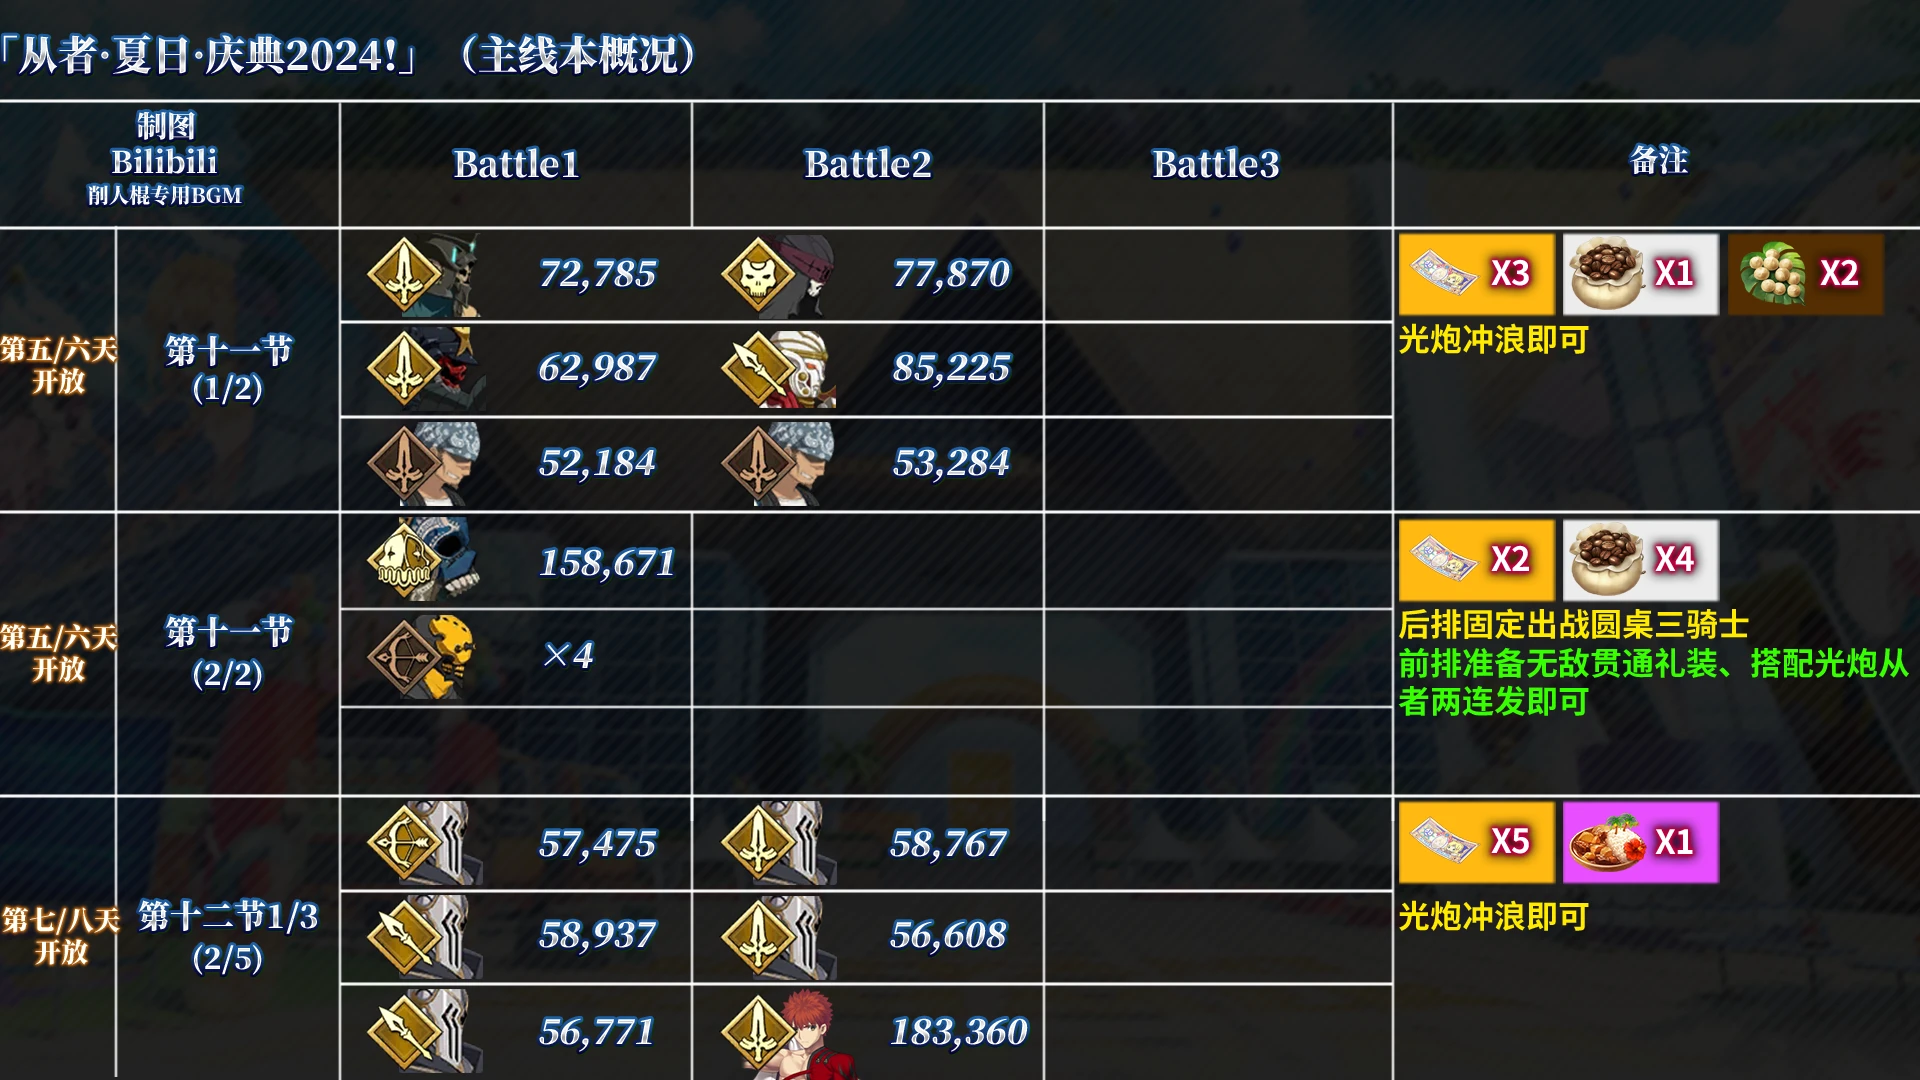 「从者·夏日·庆典2024!」（主线本概况）
制图
Bilibili
削人棍专用BGM
Battle1
Battle2
Battle3
备注
第五/六天
开放
第十一节
(1/2)
72,785
77,870
62,987
85,225
52,184
53,284
X3
X1
X2
光炮冲浪即可
第五/六天
开放
第十一节
(2/2)
158,671
×4
X2
X4
后排固定出战圆桌三骑士
前排准备无敌贯通礼装、搭配光炮从
者两连发即可
第七/八天
开放
第十二节1/3
(2/5)
57,475
58,767
58,937
56,608
56,771
183,360
X5
X1
光炮冲浪即可